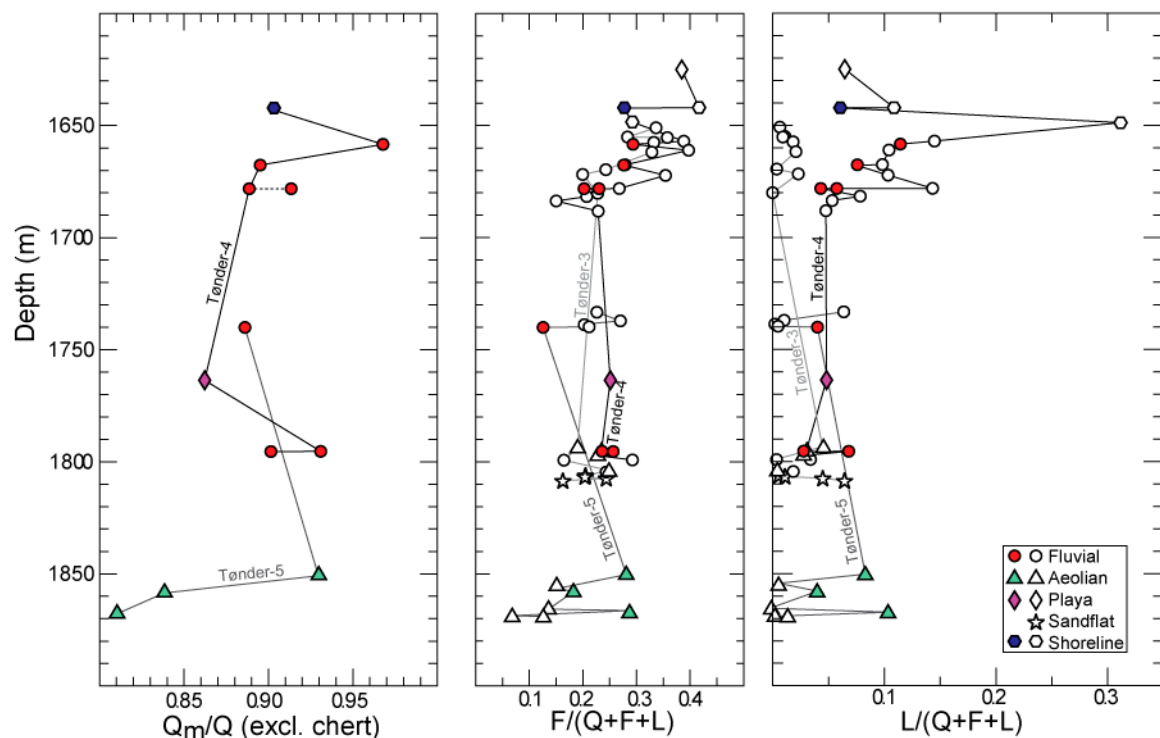 Depth (m)
1650
1700
1750
1800
1850
0.85 0.90 0.95
Qm/Q (excl. chert)
Tønder-4
Tønder-5
0.1 0.2 0.3 0.4
F/(Q+F+L)
Tønder-3
Tønder-4
Tønder-5
0.1 0.2 0.3
L/(Q+F+L)
Tønder-4
Tønder-3
Tønder-5
Fluvial
Aeolian
Playa
Sandflat
Shoreline